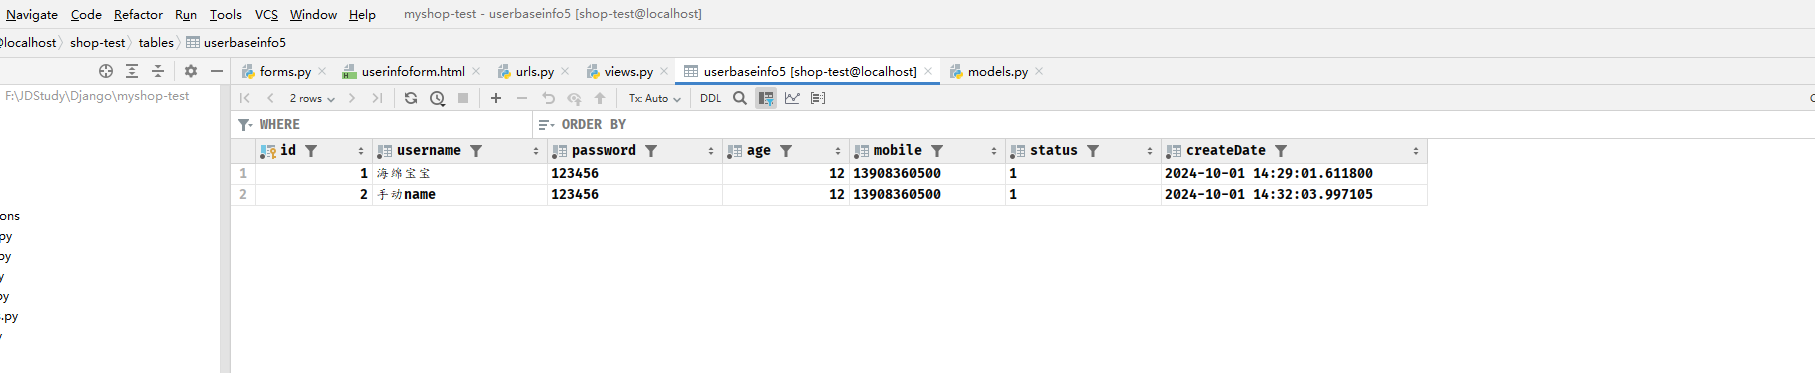 Navigate Code Refactor Run Tools VCS Window Help myshop-test - userbaseinfo5 [shop-test@localhost]
@localhost shop-test tables userbaseinfo5
forms.py userinfoform.html urls.py views.py userbaseinfo5 [shop-test@localhost] models.py
F:\JDStudy\Django\myshop-test 2 rows Tx: Auto DDL
WHERE ORDER BY
id username password age mobile status createDate
1 1 海绵宝宝 123456 12 13908360500 1 2024-10-01 14:29:01.611800
2 2 手动name 123456 12 13908360500 1 2024-10-01 14:32:03.997105
ons
py
py
y
py
.py